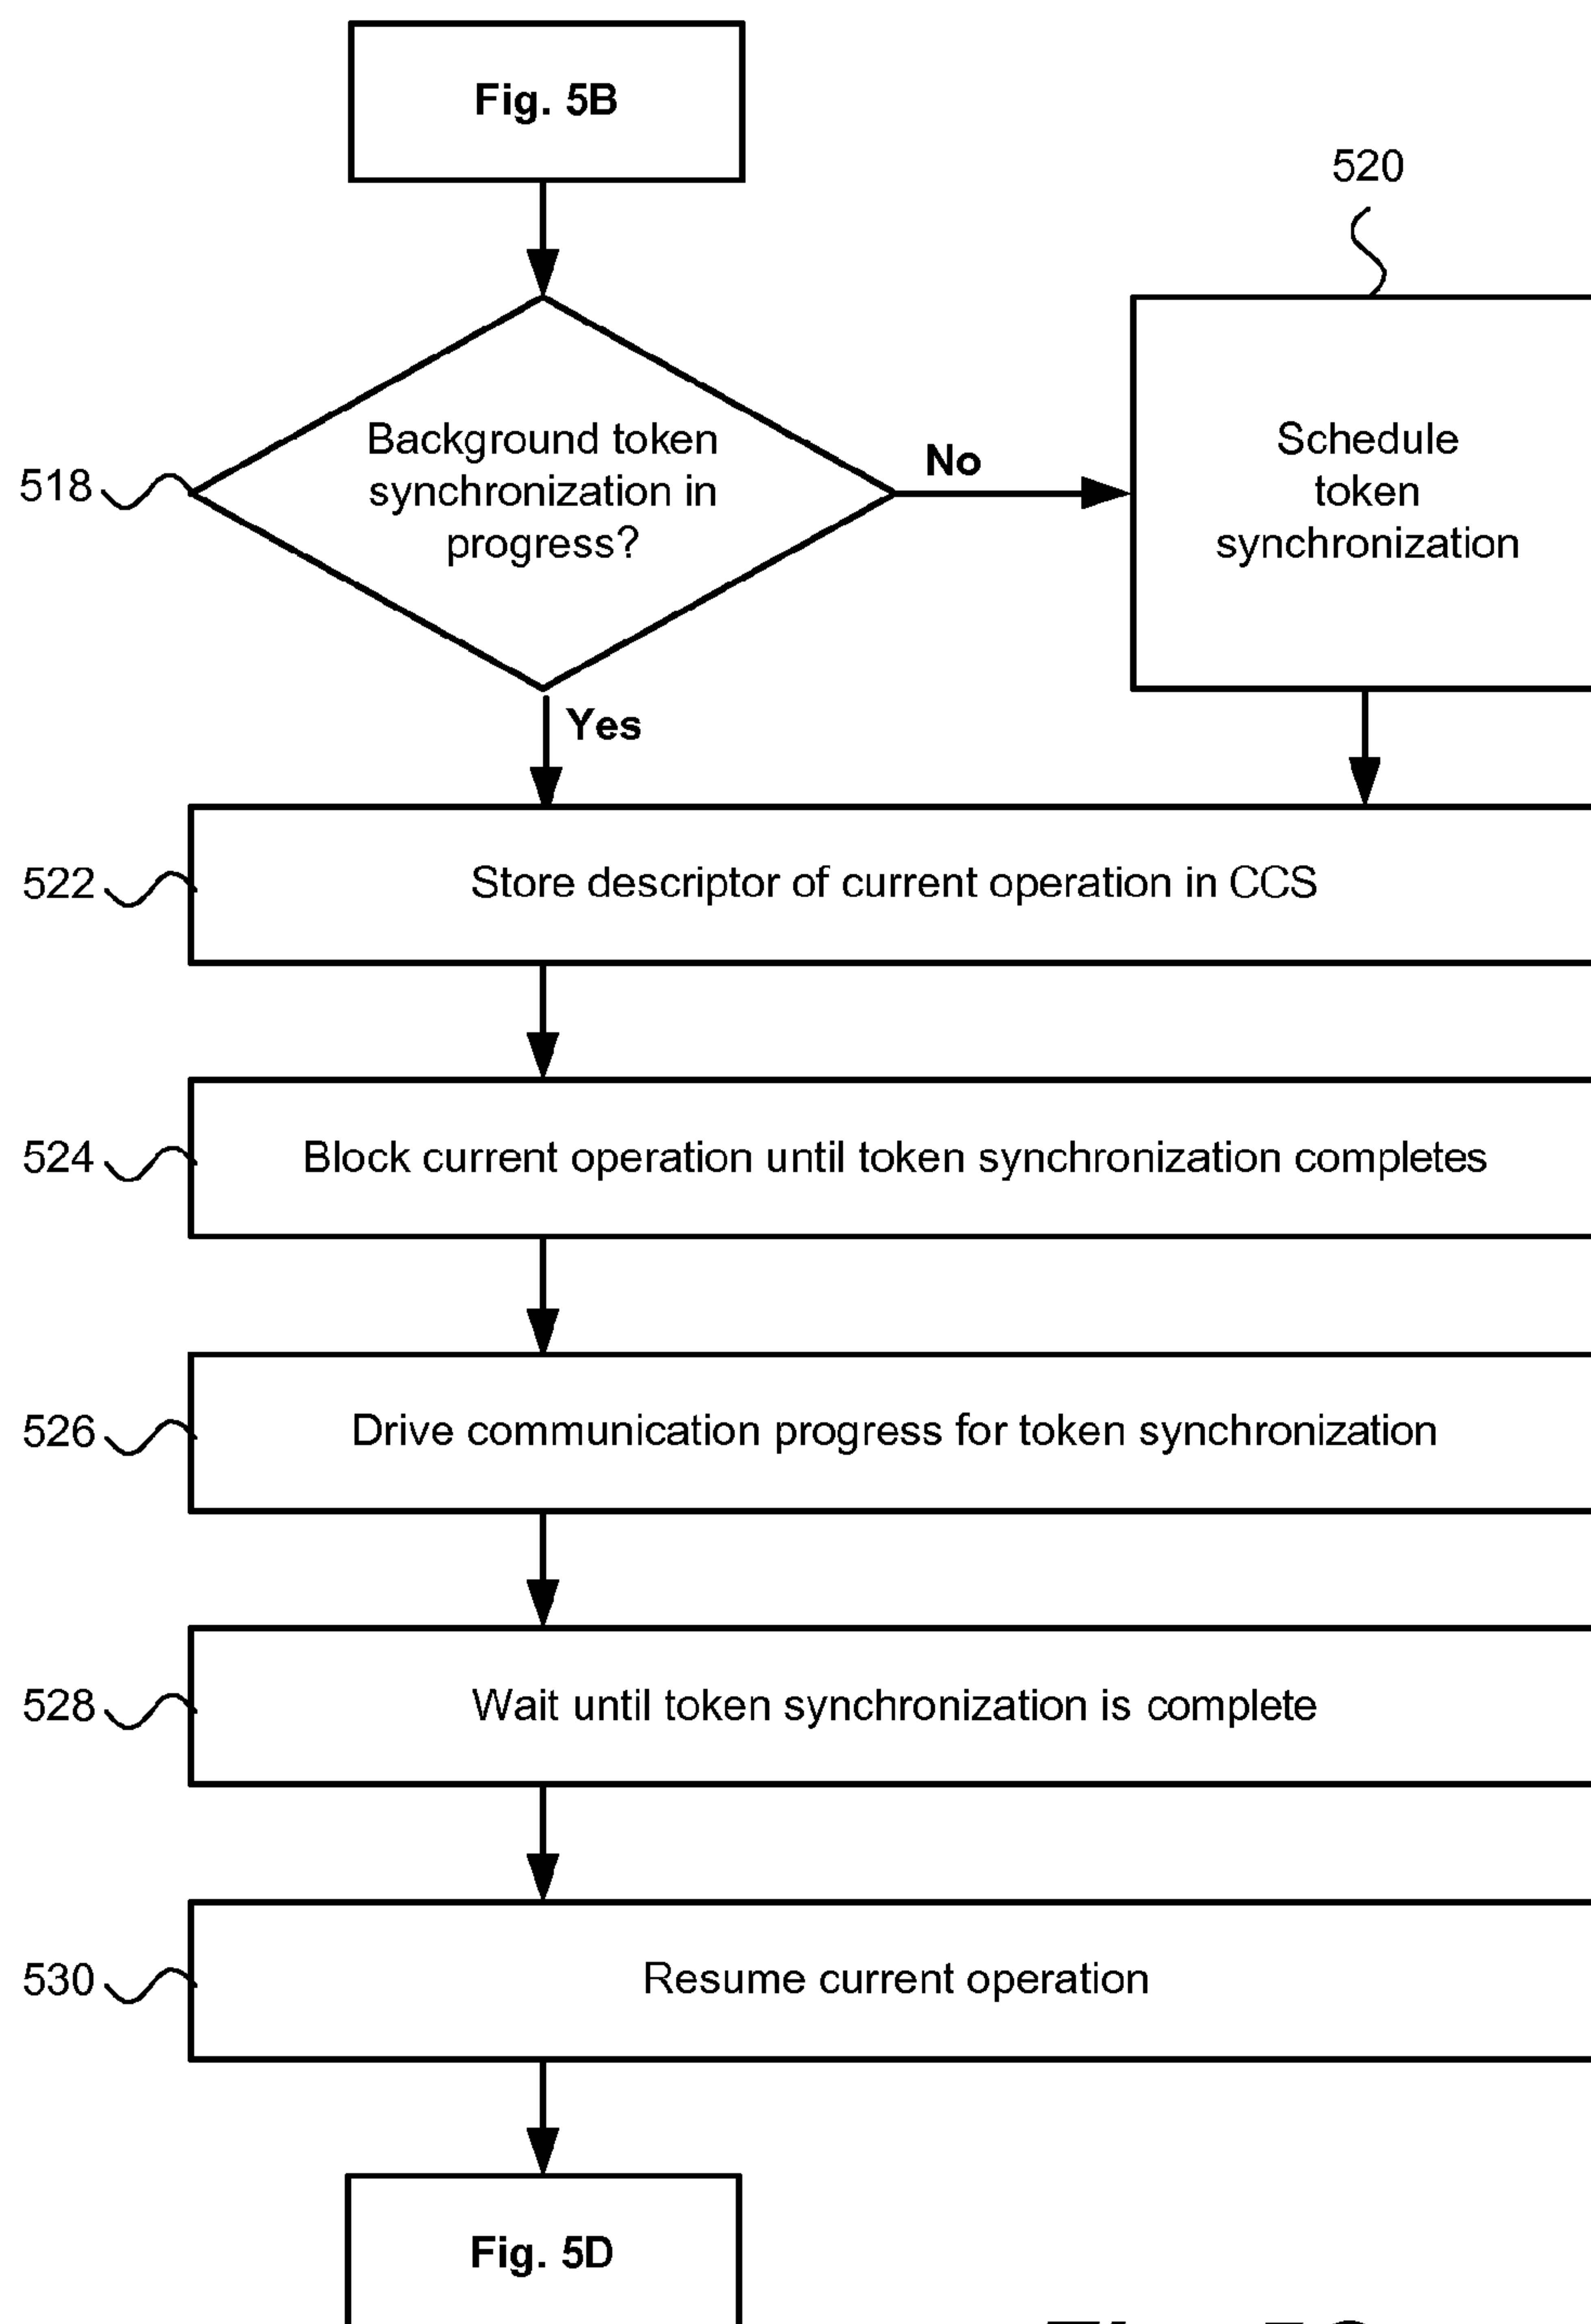 Fig. 5B
520
Background token
synchronization in
progress?
518
No
Schedule
token
synchronization
Yes
522
Store descriptor of current operation in CCS
524
Block current operation until token synchronization completes
526
Drive communication progress for token synchronization
528
Wait until token synchronization is complete
530
Resume current operation
Fig. 5D